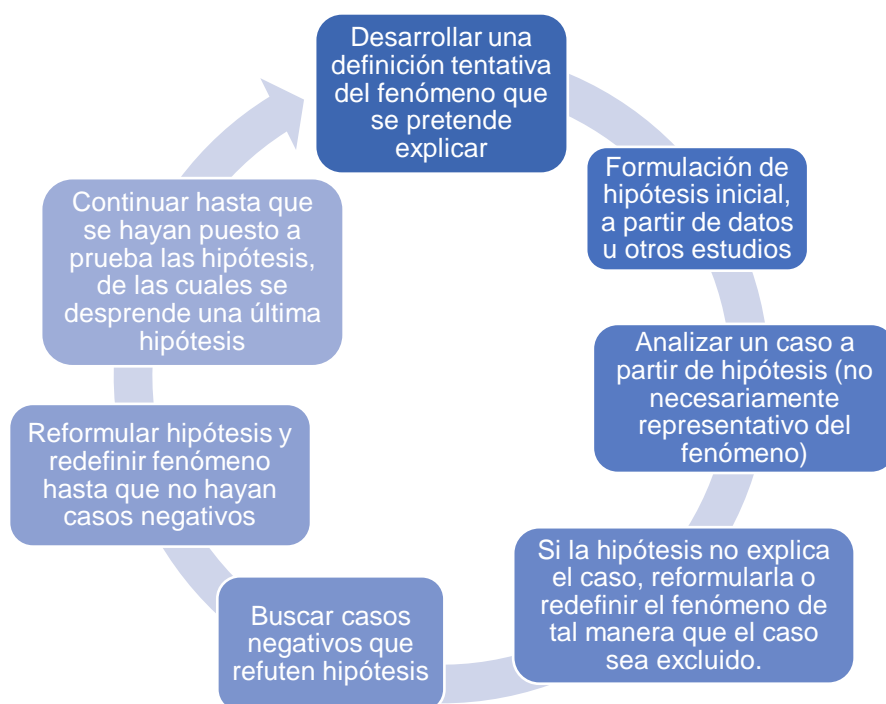 Desarrollar una
definición tentativa
del fenómeno que
se pretende
explicar
Formulación de
hipótesis inicial,
a partir de datos
u otros estudios
Analizar un caso a
partir de hipótesis (no
necesariamente
representativo del
fenómeno)
Si la hipótesis no explica
el caso, reformularla o
redefinir el fenómeno de
tal manera que el caso
sea excluido.
Buscar casos
negativos que
refuten hipótesis
Reformular hipótesis y
redefinir fenómeno
hasta que no hayan
casos negativos
Continuar hasta que
se hayan puesto a
prueba las hipótesis,
de las cuales se
desprende una última
hipótesis